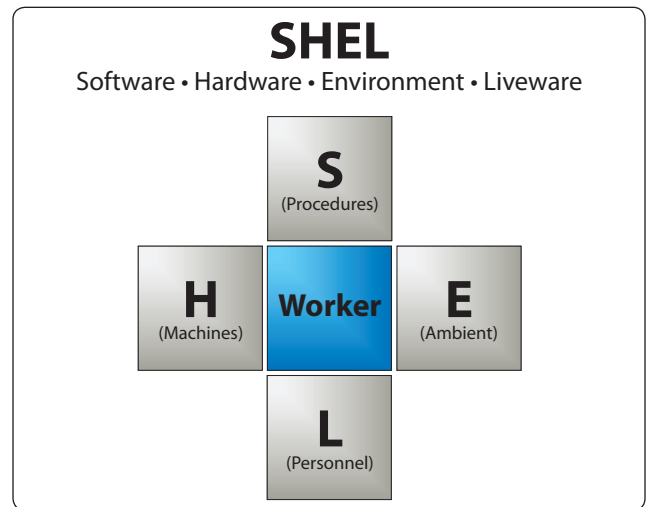 SHEL
Software • Hardware • Environment • Liveware
S
(Procedures)
H
(Machines)
Worker
E
(Ambient)
L
(Personnel)